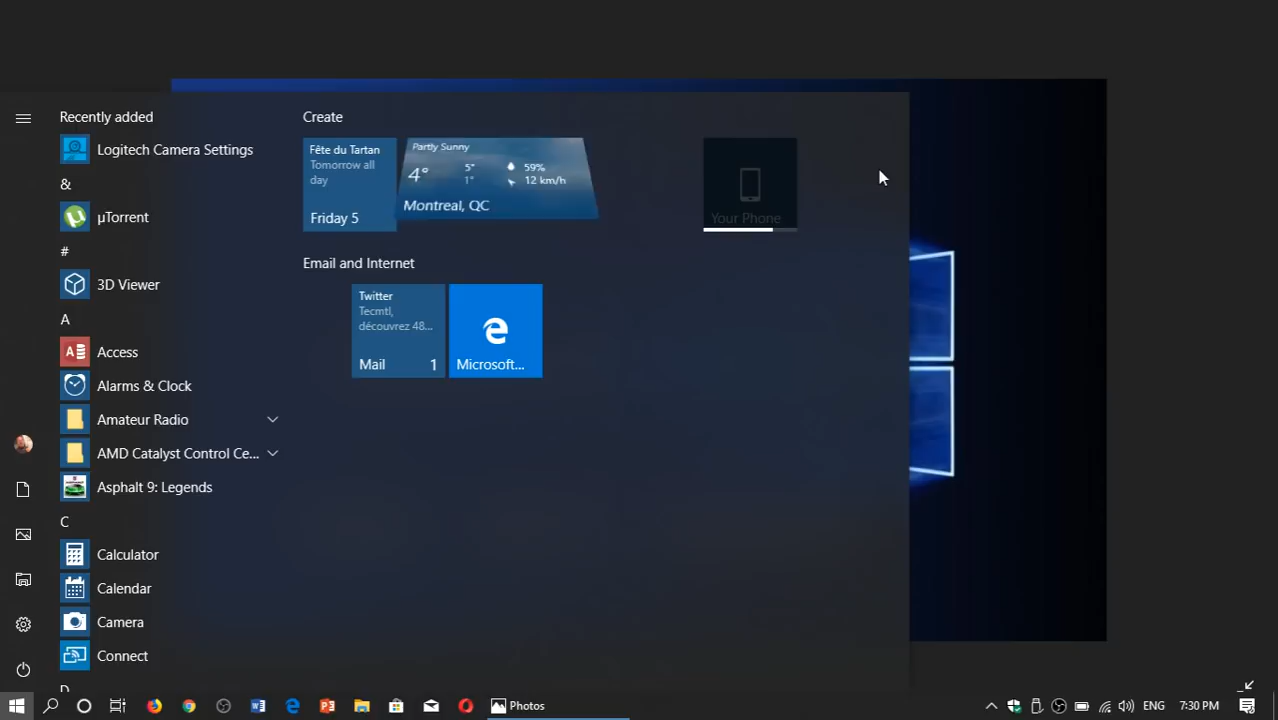 Recently added
Logitech Camera Settings
&
µTorrent
#
3D Viewer
A
Access
Alarms & Clock
Amateur Radio
AMD Catalyst Control Ce...
Asphalt 9: Legends
C
Calculator
Calendar
Camera
Connect
D
Create
Fête du Tartan
Tomorrow all
day
Friday 5
Partly Sunny
4° 5° 59%
1° 12 km/h
Montreal, QC
Your Phone
Email and Internet
Twitter
Tecmtl,
découvrez 48...
Mail 1
Microsoft...
Photos
ENG 7:30 PM